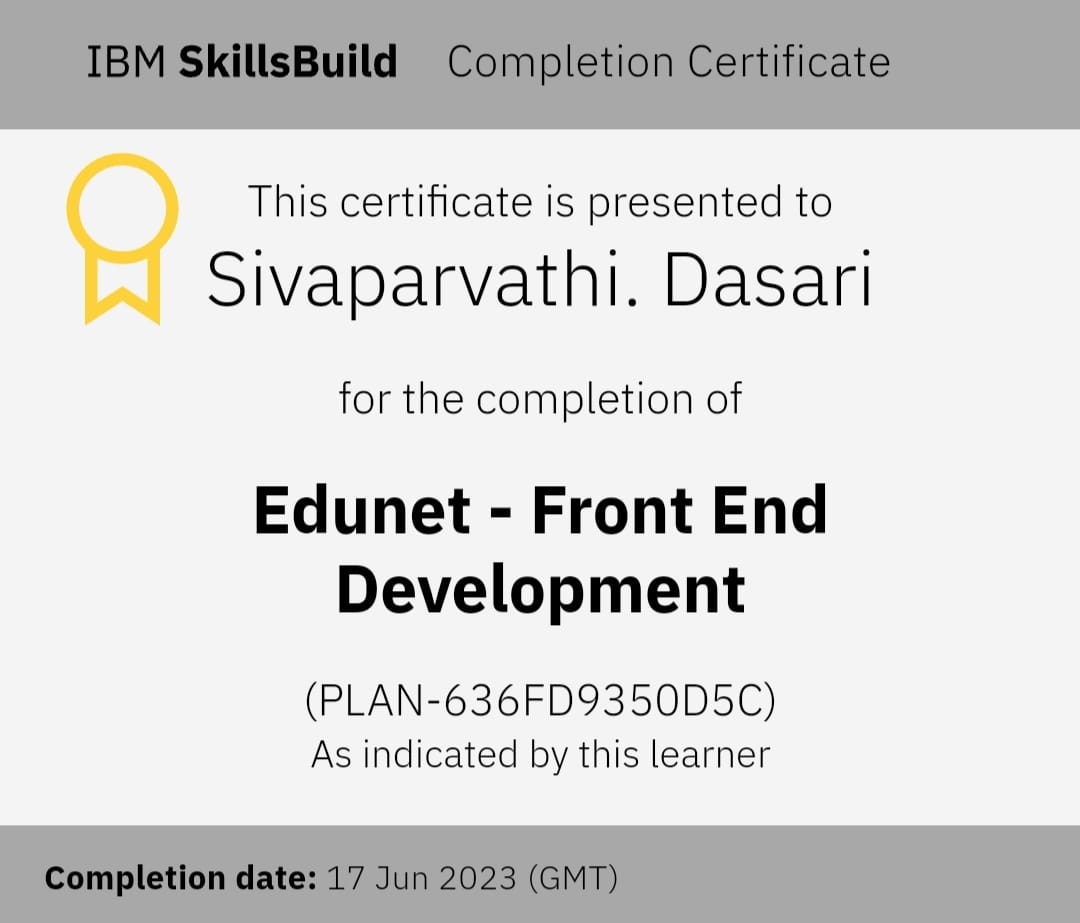 IBM SkillsBuild Completion Certificate
This certificate is presented to
Sivaparvathi. Dasari
for the completion of
Edunet - Front End
Development
(PLAN-636FD9350D5C)
As indicated by this learner
Completion date: 17 Jun 2023 (GMT)